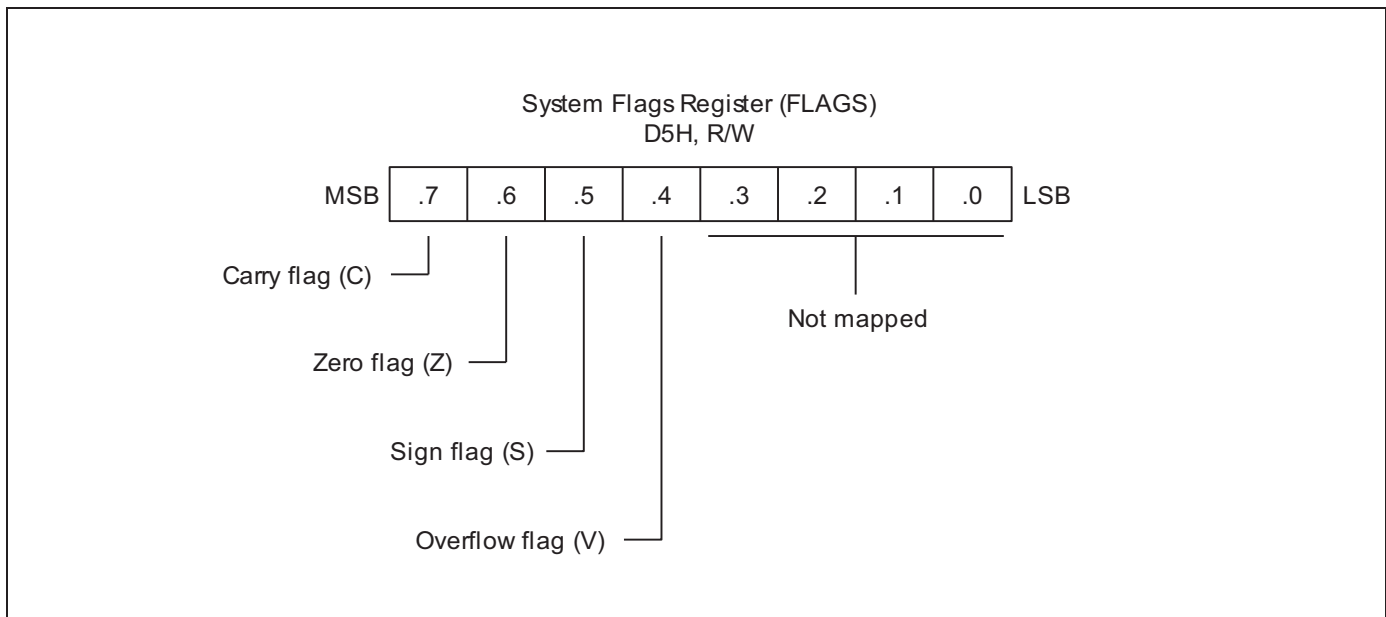 System Flags Register (FLAGS)
D5H, R/W
MSB .7 .6 .5 .4 .3 .2 .1 .0 LSB
Carry flag (C)
Not mapped
Zero flag (Z)
Sign flag (S)
Overflow flag (V)